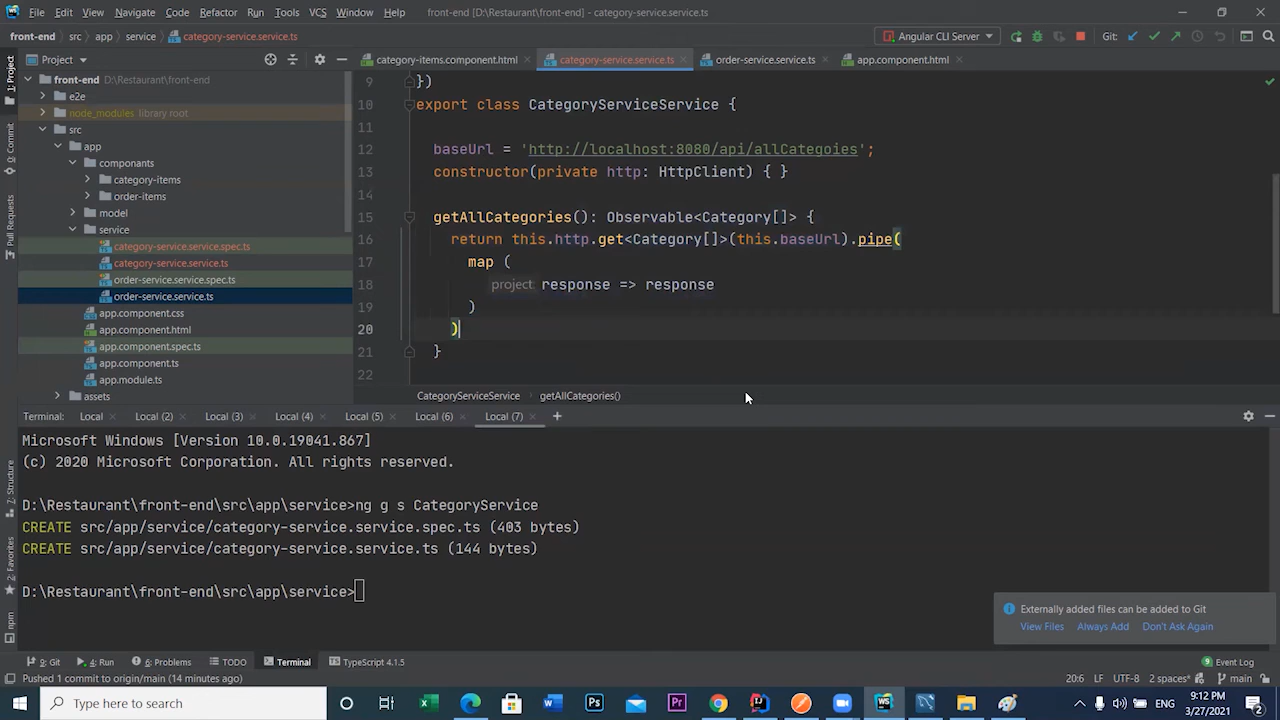 File Edit View Navigate Code Refactor Run Tools VCS Window Help front-end [D:\Restaurant\front-end] - category-service.service.ts
front-end src app service category-service.service.ts Angular CLI Server Git: main
Project category-items.component.html category-service.service.ts order-service.service.ts app.component.html
front-end D:\Restaurant\front-end
e2e
node_modules library root
src
app
componants
category-items
order-items
model
service
category-service.service.spec.ts
category-service.service.ts
order-service.service.spec.ts
order-service.service.ts
app.component.css
app.component.html
app.component.spec.ts
app.component.ts
app.module.ts
assets
1: Project
0: Commit
Pull Requests
7: Structure
2: Favorites
npm
9 })
10 export class CategoryServiceService {
11
12 baseUrl = 'http://localhost:8080/api/allCategoies';
13 constructor(private http: HttpClient) { }
14
15 getAllCategories(): Observable<Category[]> {
16 return this.http.get<Category[]>(this.baseUrl).pipe(
17 map (
18 project: response => response
19 )
20 )
21 }
22
CategoryServiceService getAllCategories()
Terminal: Local Local (2) Local (3) Local (4) Local (5) Local (6) Local (7) +
Microsoft Windows [Version 10.0.19041.867]
(c) 2020 Microsoft Corporation. All rights reserved.
D:\Restaurant\front-end\src\app\service>ng g s CategoryService
CREATE src/app/service/category-service.service.spec.ts (403 bytes)
CREATE src/app/service/category-service.service.ts (144 bytes)
D:\Restaurant\front-end\src\app\service>
Externally added files can be added to Git
View Files Always Add Don't Ask Again
9: Git 4: Run 6: Problems TODO Terminal TypeScript 4.1.5 Event Log
Pushed 1 commit to origin/main (14 minutes ago) 20:6 LF UTF-8 2 spaces* main
Type here to search
9:12 PM
3/27/2021